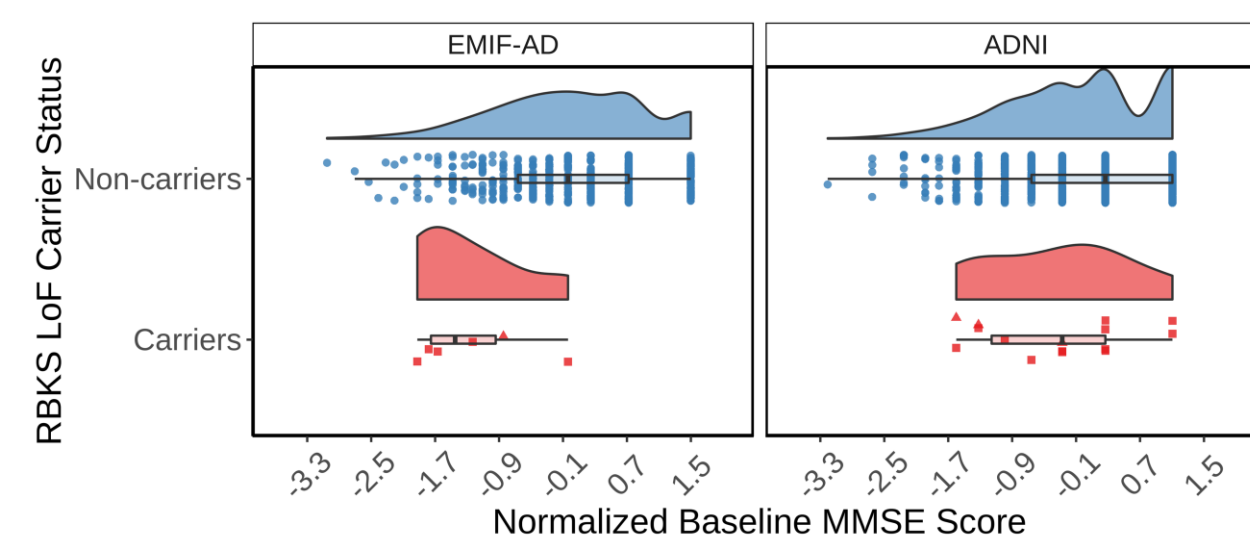 EMIF-AD
ADNI
RBKS LoF Carrier Status
Non-carriers
Carriers
-3.3 -2.5 -1.7 -0.9 -0.1 0.7 1.5
-3.3 -2.5 -1.7 -0.9 -0.1 0.7 1.5
Normalized Baseline MMSE Score